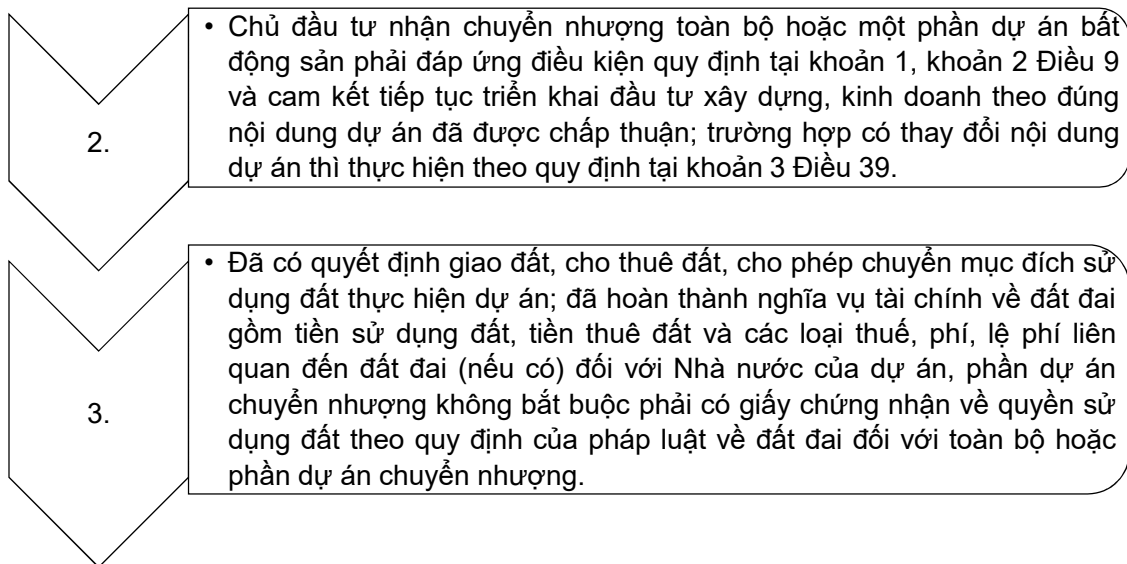 2.
• Chủ đầu tư nhận chuyển nhượng toàn bộ hoặc một phần dự án bất
động sản phải đáp ứng điều kiện quy định tại khoản 1, khoản 2 Điều 9
và cam kết tiếp tục triển khai đầu tư xây dựng, kinh doanh theo đúng
nội dung dự án đã được chấp thuận; trường hợp có thay đổi nội dung
dự án thì thực hiện theo quy định tại khoản 3 Điều 39.
3.
• Đã có quyết định giao đất, cho thuê đất, cho phép chuyển mục đích sử
dụng đất thực hiện dự án; đã hoàn thành nghĩa vụ tài chính về đất đai
gồm tiền sử dụng đất, tiền thuê đất và các loại thuế, phí, lệ phí liên
quan đến đất đai (nếu có) đối với Nhà nước của dự án, phần dự án
chuyển nhượng không bắt buộc phải có giấy chứng nhận về quyền sử
dụng đất theo quy định của pháp luật về đất đai đối với toàn bộ hoặc
phần dự án chuyển nhượng.